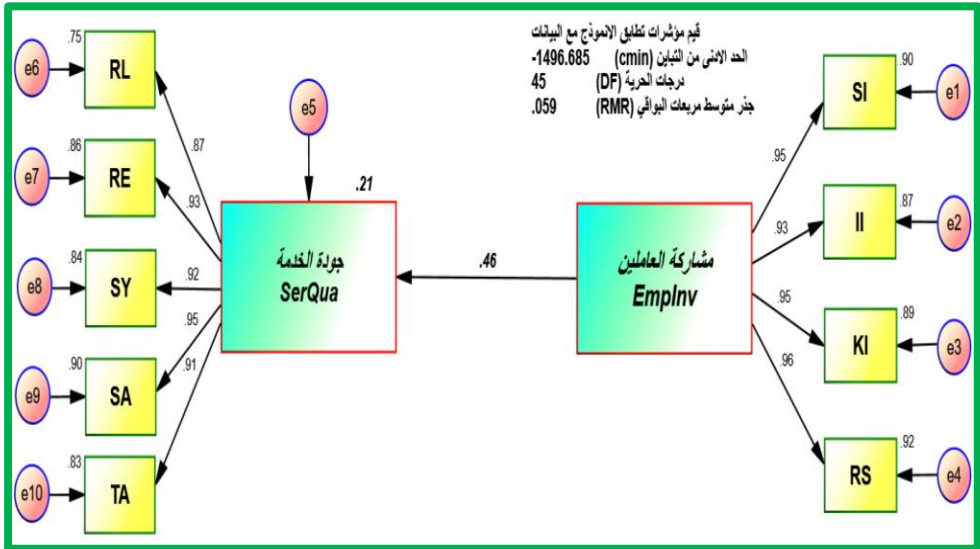 قيم مؤشرات تطابق الانموذج مع البيانات
الحد الادنى من التباين (cmin) -1496.685
درجات الحرية (DF) 45
جذر متوسط مربعات البواقي (RMR) .059
e6
.75
RL
.87
e7
.86
RE
.93
e8
.84
SY
.92
e9
.90
SA
.95
e10
.83
TA
.91
e5
.21
جودة الخدمة
SerQua
.46
مشاركة العاملين
EmpInv
.95
.90
SI
e1
.93
.87
II
e2
.95
.89
KI
e3
.96
.92
RS
e4